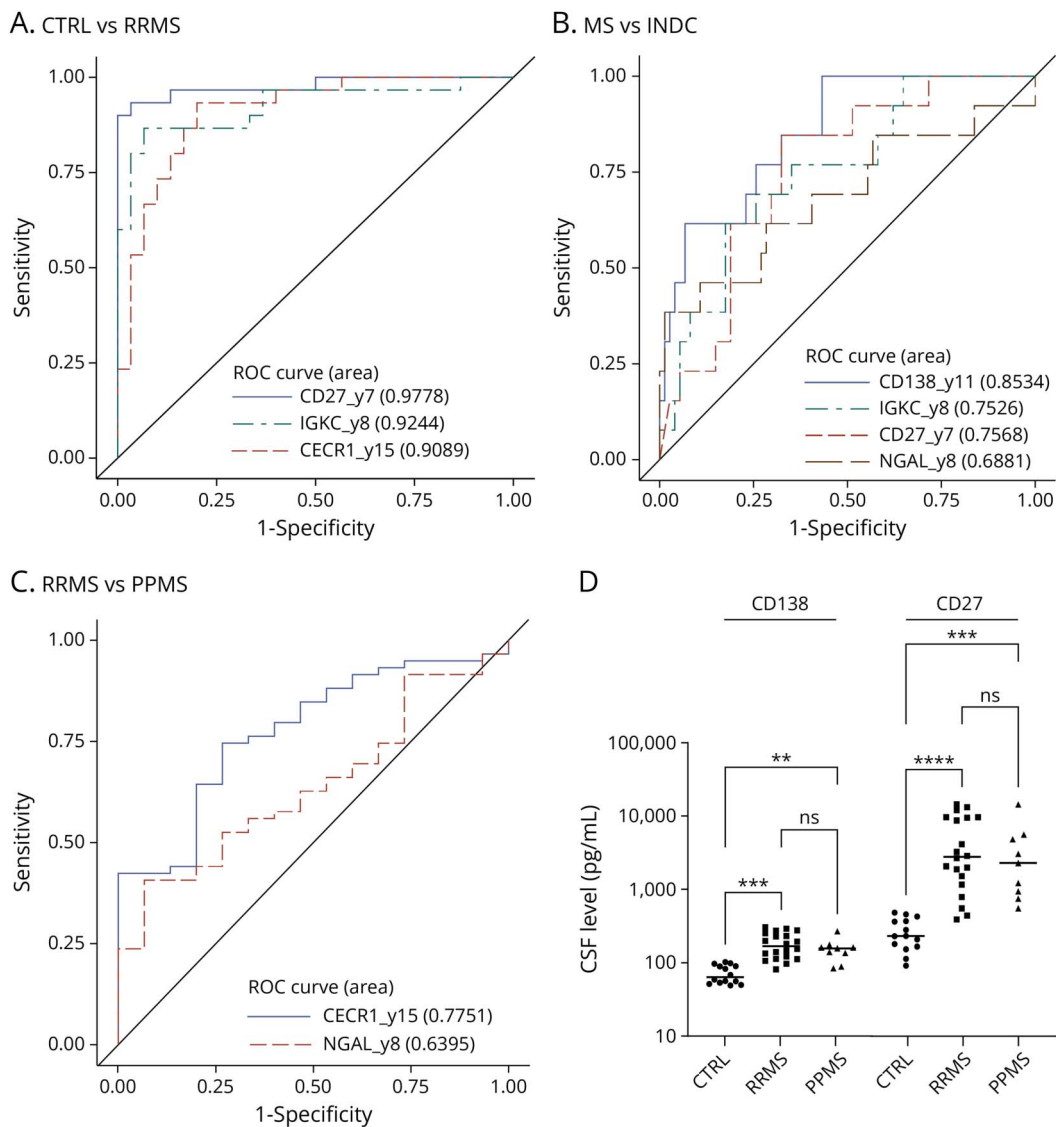 A. CTRL vs RRMS
1.00
0.75
0.50
0.25
0.00
Sensitivity
ROC curve (area)
CD27_y7 (0.9778)
IGKC_y8 (0.9244)
CECR1_y15 (0.9089)
0.00 0.25 0.50 0.75 1.00
1-Specificity
B. MS vs INDC
1.00
0.75
0.50
0.25
0.00
Sensitivity
ROC curve (area)
CD138_y11 (0.8534)
IGKC_y8 (0.7526)
CD27_y7 (0.7568)
NGAL_y8 (0.6881)
0.00 0.25 0.50 0.75 1.00
1-Specificity
C. RRMS vs PPMS
1.00
0.75
0.50
0.25
0.00
Sensitivity
ROC curve (area)
CECR1_y15 (0.7751)
NGAL_y8 (0.6395)
0.00 0.25 0.50 0.75 1.00
1-Specificity
D
CD138 CD27
***
ns
**
****
ns
***
100,000
10,000
1,000
100
10
CSF level (pg/mL)
CTRL RRMS PPMS CTRL RRMS PPMS